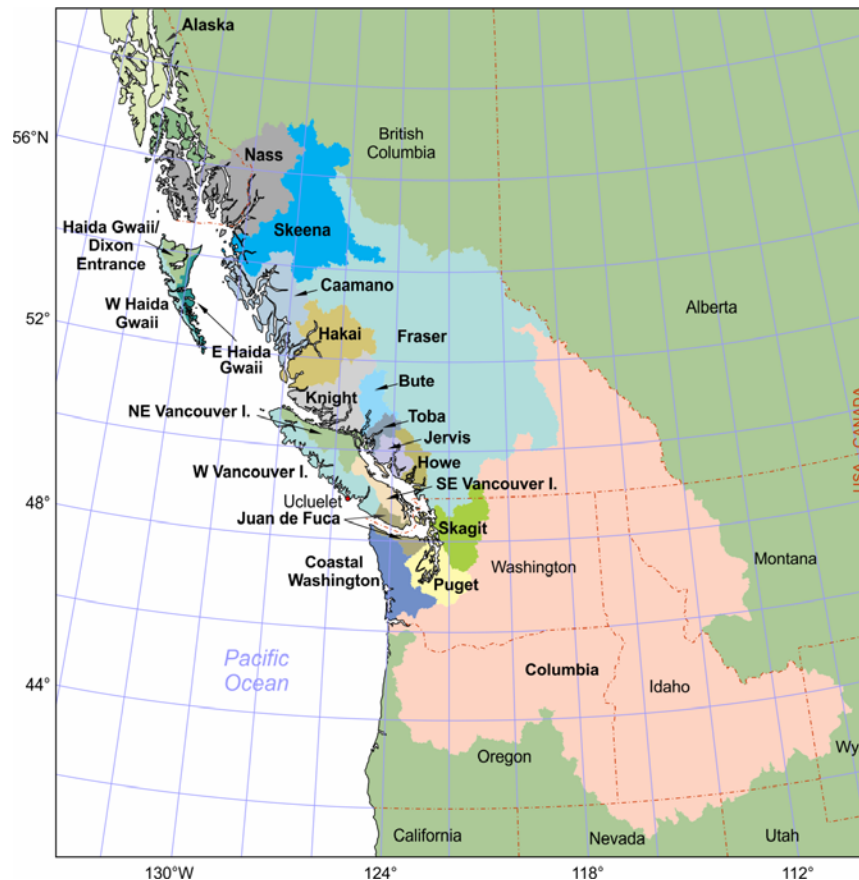 Alaska
56°N
British
Columbia
Nass
Haida Gwaii/
Dixon
Entrance
Skeena
Caamano
W Haida
Gwaii
Alberta
52°N
E Haida
Gwaii
Hakai
Fraser
Bute
Knight
NE Vancouver I.
Toba
Jervis
W Vancouver I.
Howe
SE Vancouver I.
USA
CANADA
48°N
Ucluelet
Juan de Fuca
Skagit
Coastal
Washington
Washington
Montana
Puget
Pacific
Ocean
Columbia
44°N
Idaho
Oregon
Wy
California
Nevada
Utah
130°W
124°
118°
112°